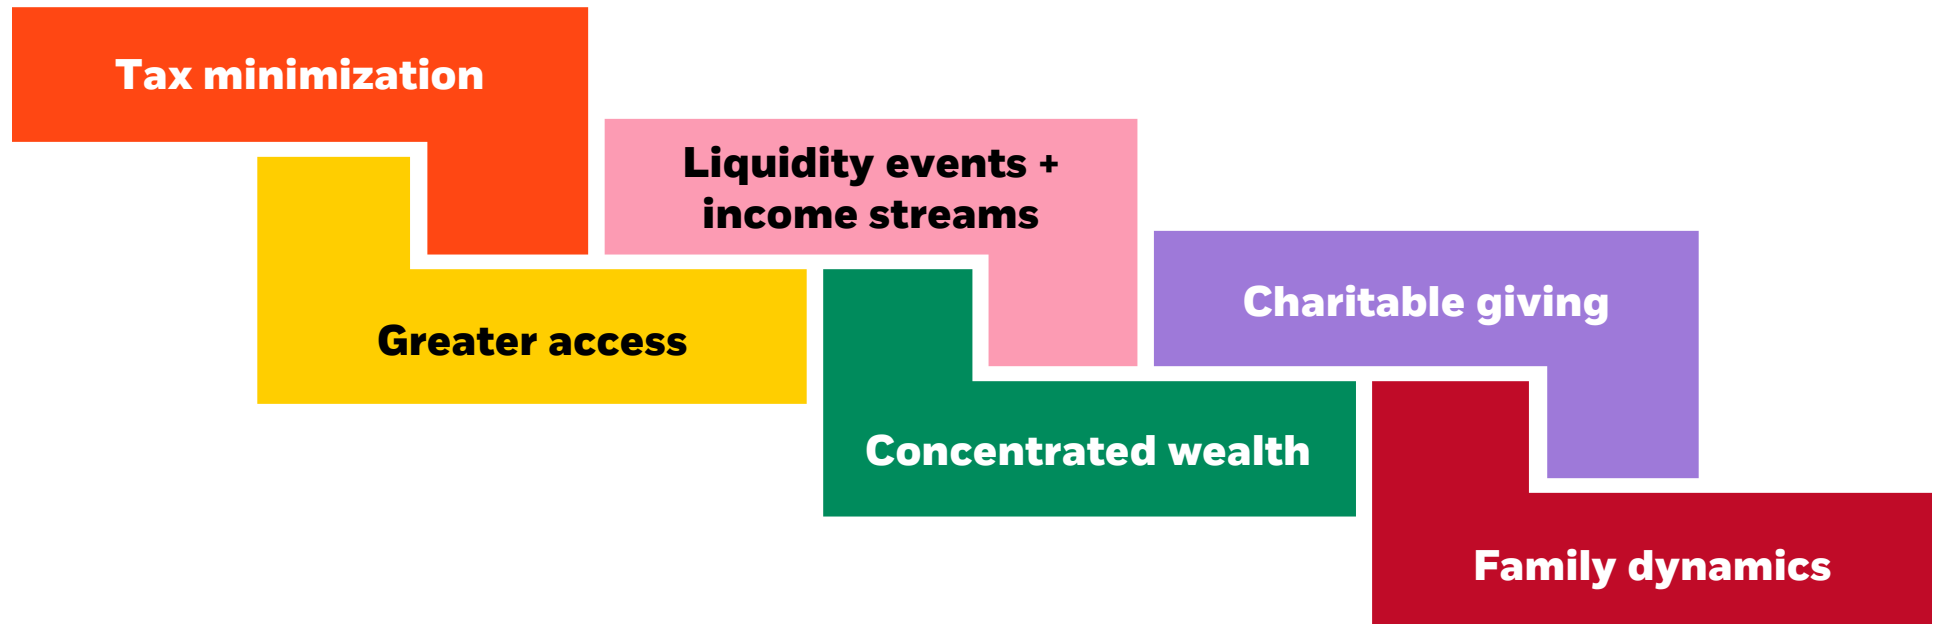 Tax minimization
Liquidity events +
income streams
Charitable giving
Greater access
Concentrated wealth
Family dynamics